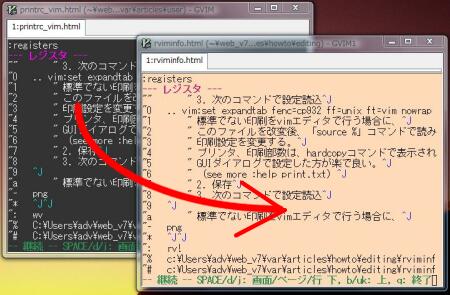 printrc_vim.html (~¥web_...var¥articles¥user) - GVIM
1:printrc_vim.html
:registers
--- レジスタ ---
"" " 3. 次のコマン
"0 .. vim:set expandtab
"1 " 標準でない印刷
"2 " このファイルを改
"3 " 印刷設定を変更
"4 " プリンタ、印刷
"5 " GUIダイアログで
"6 " (see more :help
"7 " 2. 保存^J
"8 " 3. 次のコマン
"9 ^J
"a " 標準でない印刷
"- png
"* ^J^J
": wv
"% C:¥Users¥adv¥web_v7¥v
"# C:¥Users¥adv¥web_v7¥v
-- 継続 -- SPACE/d/j: 画面
rviminfo.html (~¥web_v7...es¥howto¥editing) - GVIM1
1:rviminfo.html
:registers
--- レジスタ ---
"" " 3. 次のコマンドで設定読込^J
"0 .. vim:set expandtab fenc=cp932 ff=unix ft=vim nowrap
"1 " 標準でない印刷をvimエディタで行う場合に、^J
"2 " このファイルを改変後、「source %」コマンドで読み
"3 " 印刷設定を変更する。^J
"4 " プリンタ、印刷部数は、hardcopyコマンドで表示され
"5 " GUIダイアログで設定した方が楽で良い。^J
"6 " (see more :help print.txt) ^J
"7 " 2. 保存^J
"8 " 3. 次のコマンドで設定読込^J
"9 ^J
"a " 標準でない印刷をvimエディタで行う場合に、^J
"- png
"* ^J^J
": rv!
"% c:¥Users¥adv¥web_v7¥var¥articles¥howto¥editing¥rviminf
"# c:¥Users¥adv¥web_v7¥var¥articles¥howto¥editing¥rviminf
-- 継続 -- SPACE/d/j: 画面/ページ/行 下, b/u/k: 上, q: 終了